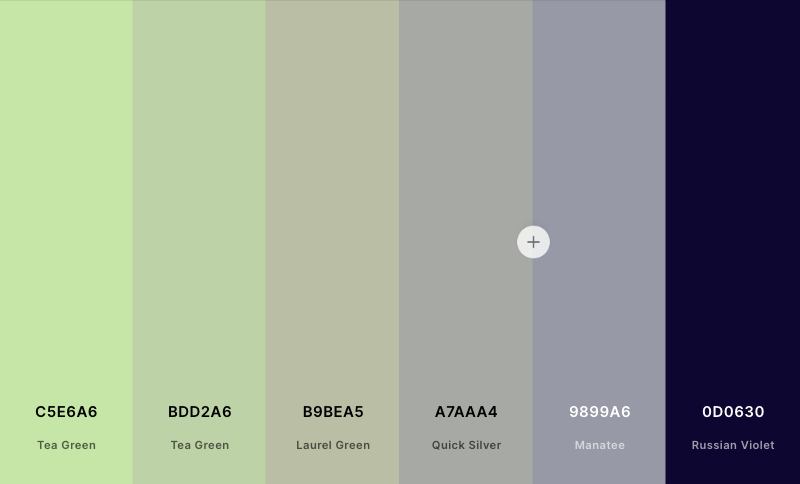 C5E6A6
BDD2A6
B9BEA5
A7AAA4
9899A6
0D0630
Tea Green
Tea Green
Laurel Green
Quick Silver
Manatee
Russian Violet